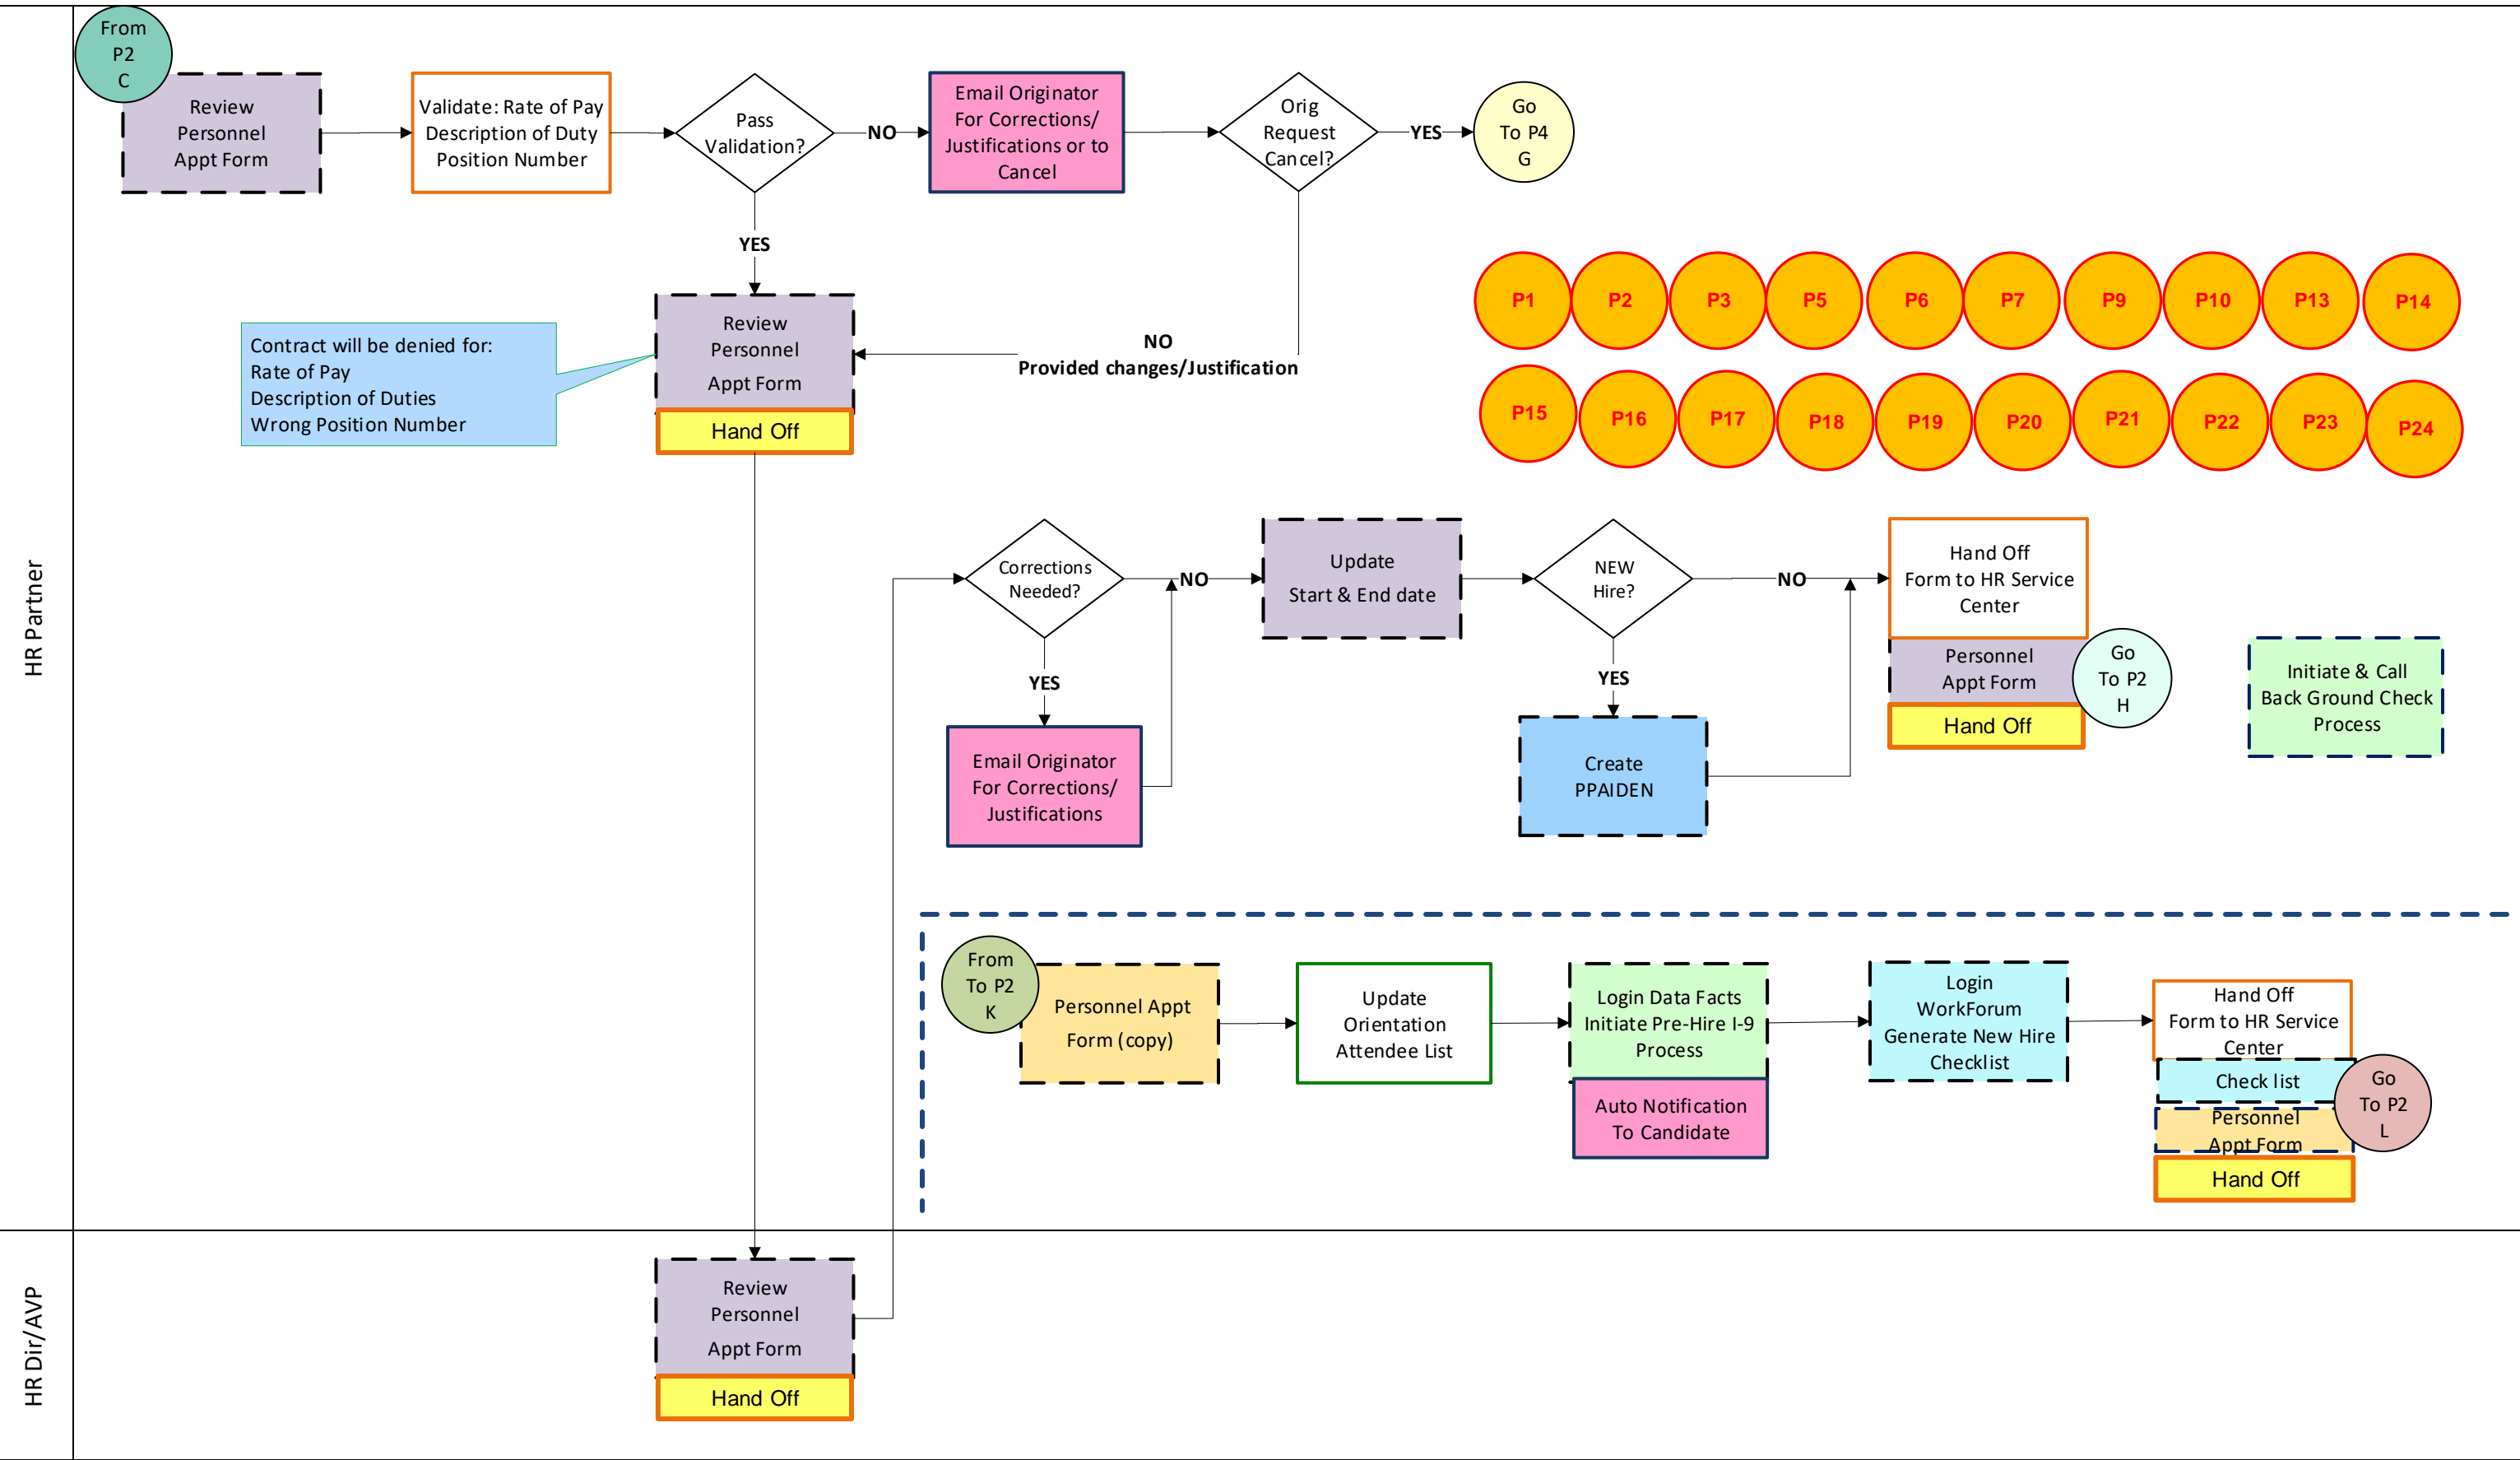 From
P2
C
Review
Personnel
Appt Form
Validate: Rate of Pay
Description of Duty
Position Number
Pass
Validation?
NO
Email Originator
For Corrections/
Justifications or to
Cancel
Orig
Request
Cancel?
YES
Go
To P4
G
YES
Review
Personnel
Appt Form
Hand Off
Contract will be denied for:
Rate of Pay
Description of Duties
Wrong Position Number
NO
Provided changes/Justification
P1 P2 P3 P5 P6 P7 P9 P10 P13 P14
P15 P16 P17 P18 P19 P20 P21 P22 P23 P24
HR Partner
Corrections
Needed?
NO
Update
Start & End date
NEW
Hire?
NO
Hand Off
Form to HR Service
Center
Personnel
Appt Form
Hand Off
Go
To P2
H
Initiate & Call
Back Ground Check
Process
YES
Email Originator
For Corrections/
Justifications
YES
Create
PPAIDEN
From
To P2
K
Personnel Appt
Form (copy)
Update
Orientation
Attendee List
Login Data Facts
Initiate Pre-Hire I-9
Process
Auto Notification
To Candidate
Login
WorkForum
Generate New Hire
Checklist
Hand Off
Form to HR Service
Center
Check list
Personnel
Appt Form
Hand Off
Go
To P2
L
HR Dir/AVP
Review
Personnel
Appt Form
Hand Off